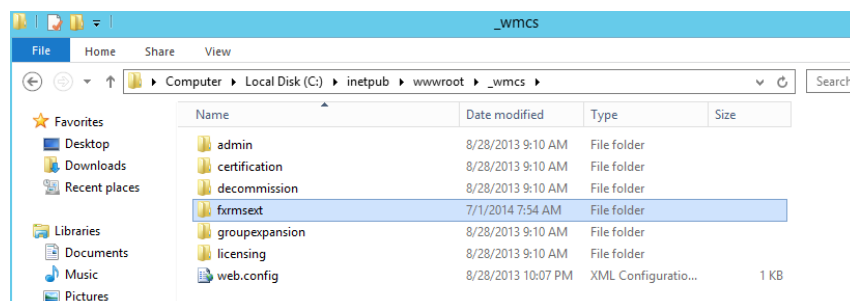 _wmcs
File Home Share View
Computer Local Disk (C:) inetpub wwwroot _wmcs Search
Favorites
Desktop
Downloads
Recent places
Libraries
Documents
Music
Pictures
Name Date modified Type Size
admin 8/28/2013 9:10 AM File folder
certification 8/28/2013 9:10 AM File folder
decommission 8/28/2013 9:10 AM File folder
fxrmsext 7/1/2014 7:54 AM File folder
groupexpansion 8/28/2013 9:10 AM File folder
licensing 8/28/2013 9:10 AM File folder
web.config 8/28/2013 10:07 PM XML Configuratio... 1 KB